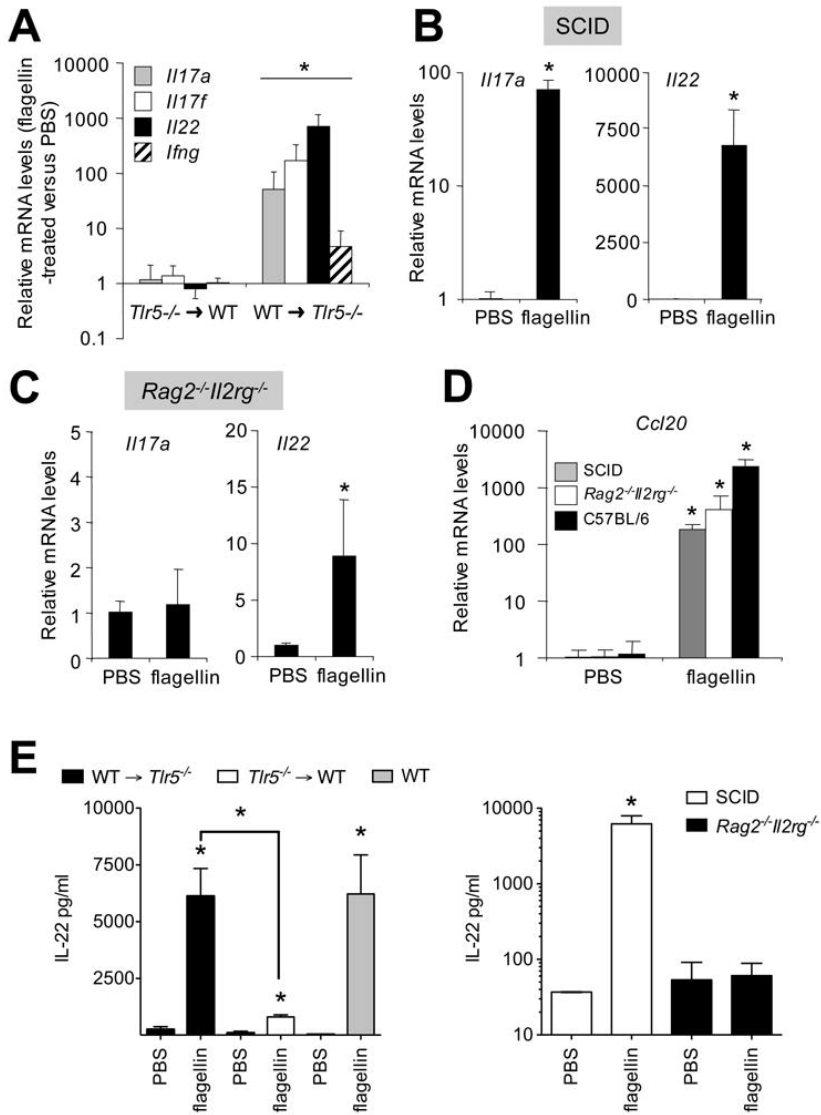 A
Relative mRNA levels (flagellin
-treated versus PBS)
10000
1000
100
10
1
0.1
Il17a
Il17f
Il22
Ifng
*
Tlr5-/- ➔ WT
WT ➔ Tlr5-/-
B
SCID
Relative mRNA levels
100
10
1
Il17a
*
PBS flagellin
10000
7500
5000
2500
0
Il22
*
PBS flagellin
C
Rag2-/-Il2rg-/-
Relative mRNA levels
5
4
3
2
1
0
Il17a
PBS flagellin
20
15
10
5
0
Il22
*
PBS flagellin
D
Ccl20
Relative mRNA levels
10000
1000
100
10
1
SCID
Rag2-/-Il2rg-/-
C57BL/6
* * *
PBS flagellin
E
WT → Tlr5-/- Tlr5-/- → WT WT
IL-22 pg/ml
10000
7500
5000
2500
* * * *
PBS flagellin PBS flagellin PBS flagellin
SCID
Rag2-/-Il2rg-/-
IL-22 pg/ml
10000
1000
100
10
*
PBS flagellin PBS flagellin